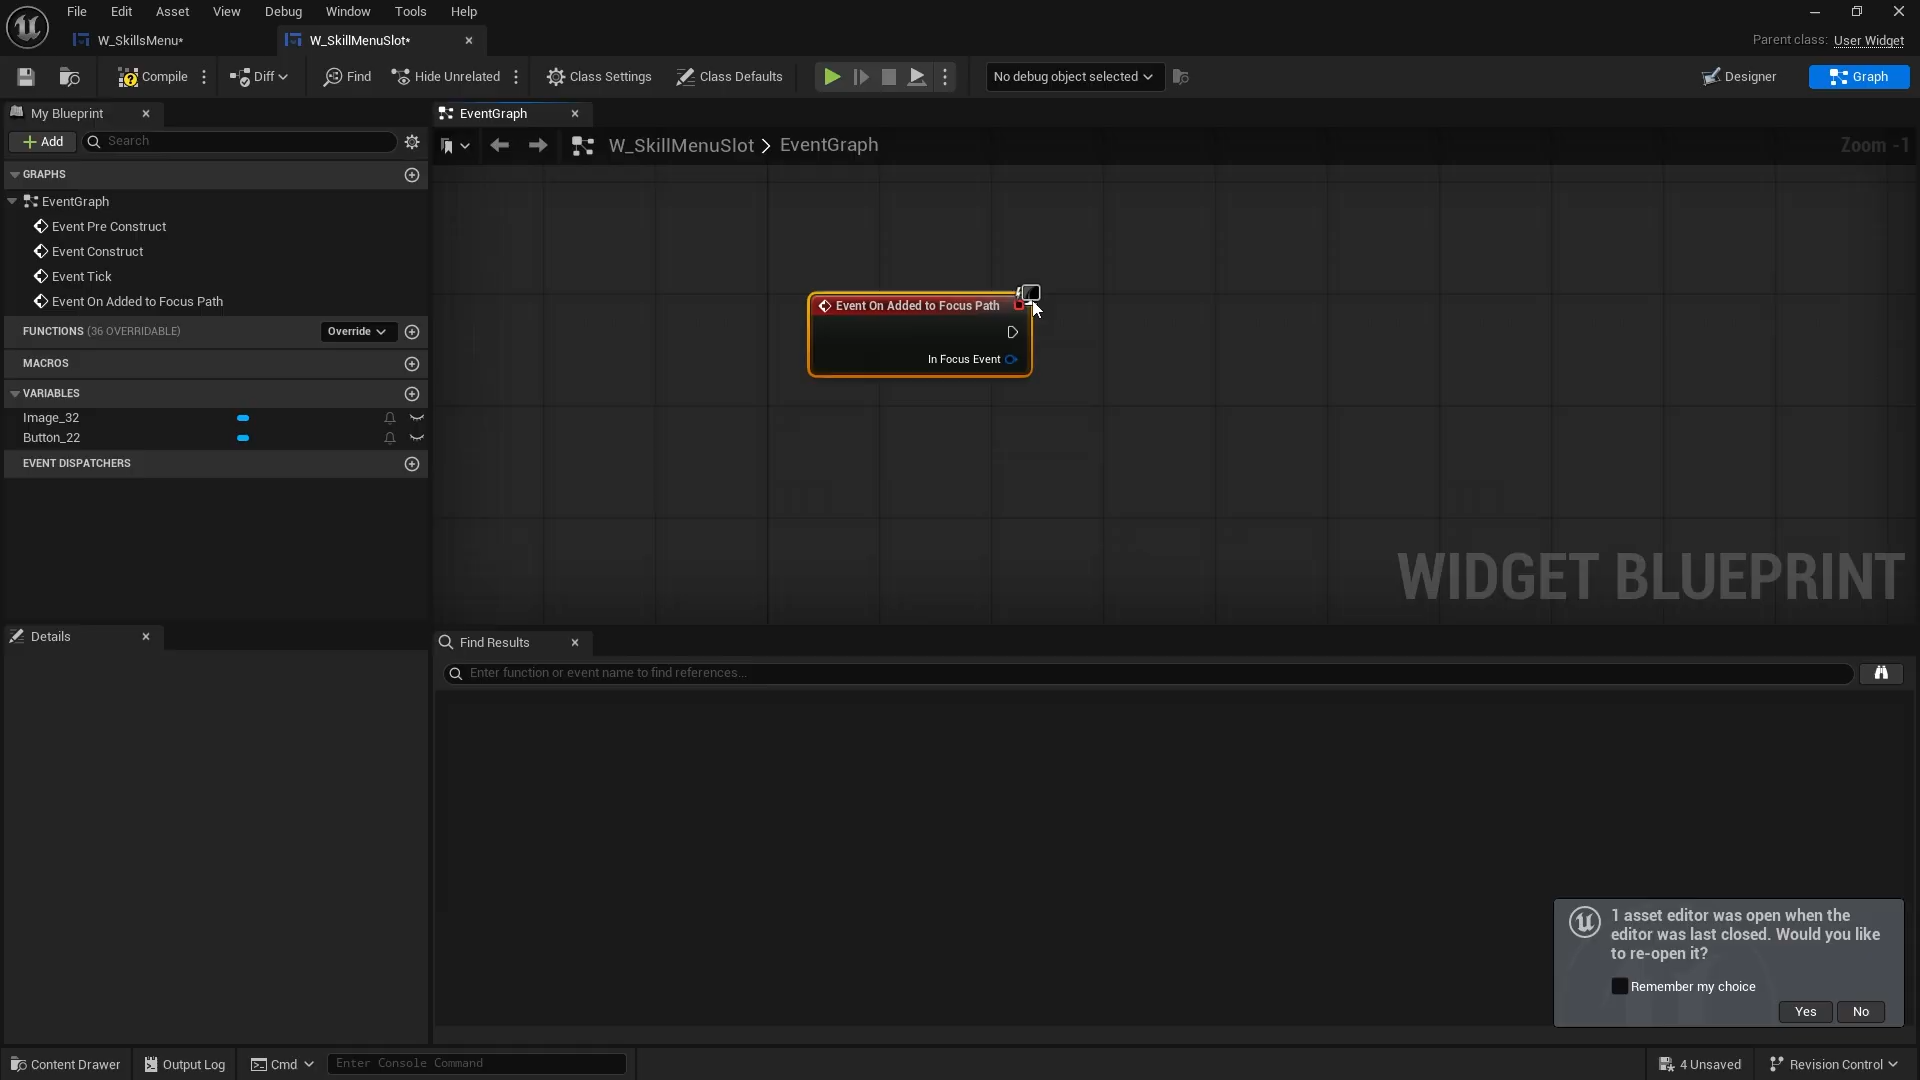 File Edit Asset View Debug Window Tools Help
W_SkillsMenu*
W_SkillMenuSlot*
Parent class: User Widget
Compile
Diff
Find
Hide Unrelated
Class Settings
Class Defaults
No debug object selected
Designer
Graph
My Blueprint
EventGraph
Add
Search
W_SkillMenuSlot > EventGraph
Zoom -1
GRAPHS
EventGraph
Event Pre Construct
Event Construct
Event Tick
Event On Added to Focus Path
FUNCTIONS (36 OVERRIDABLE)
Override
MACROS
VARIABLES
Image_32
Button_22
EVENT DISPATCHERS
Event On Added to Focus Path
In Focus Event
WIDGET BLUEPRINT
Details
Find Results
Enter function or event name to find references...
1 asset editor was open when the
editor was last closed. Would you like
to re-open it?
Remember my choice
Yes
No
Content Drawer
Output Log
Cmd
Enter Console Command
4 Unsaved
Revision Control